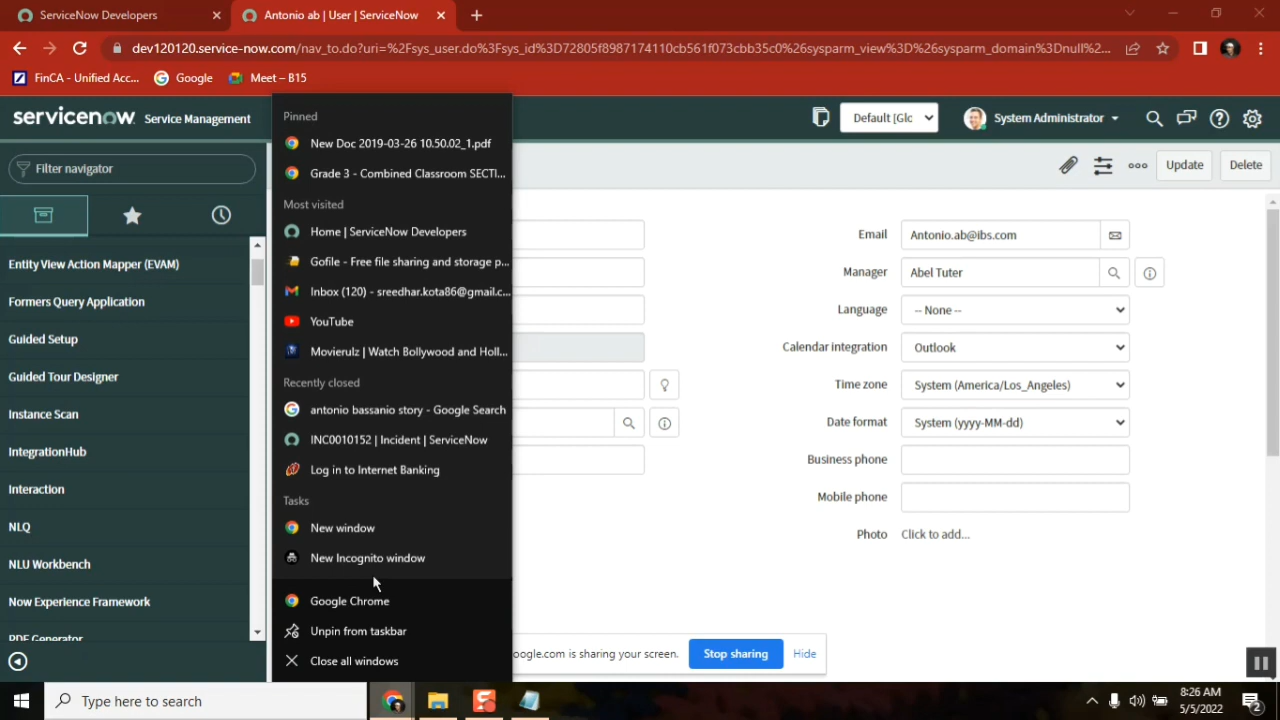 ServiceNow Developers
Antonio ab | User | ServiceNow
dev120120.service-now.com/nav_to.do?uri=%2Fsys_user.do%3Fsys_id%3D72805f8987174110cb561f073cbb35c0%26sysparm_view%3D%26sysparm_domain%3Dnull%2...
FinCA - Unified Acc...
Google
Meet – B15
servicenow Service Management
Default [Glc
System Administrator
Filter navigator
Update
Delete
Entity View Action Mapper (EVAM)
Formers Query Application
Guided Setup
Guided Tour Designer
Instance Scan
IntegrationHub
Interaction
NLQ
NLU Workbench
Now Experience Framework
PDF Generator
Pinned
New Doc 2019-03-26 10.50.02_1.pdf
Grade 3 - Combined Classroom SECTI...
Most visited
Home | ServiceNow Developers
Gofile - Free file sharing and storage p...
Inbox (120) - sreedhar.kota86@gmail.c...
YouTube
Movierulz | Watch Bollywood and Holl...
Recently closed
antonio bassanio story - Google Search
INC0010152 | Incident | ServiceNow
Log in to Internet Banking
Tasks
New window
New Incognito window
Google Chrome
Unpin from taskbar
Close all windows
Email Antonio.ab@ibs.com
Manager Abel Tuter
Language -- None --
Calendar integration Outlook
Time zone System (America/Los_Angeles)
Date format System (yyyy-MM-dd)
Business phone
Mobile phone
Photo Click to add...
oogle.com is sharing your screen.
Stop sharing
Hide
Type here to search
8:26 AM
5/5/2022
2